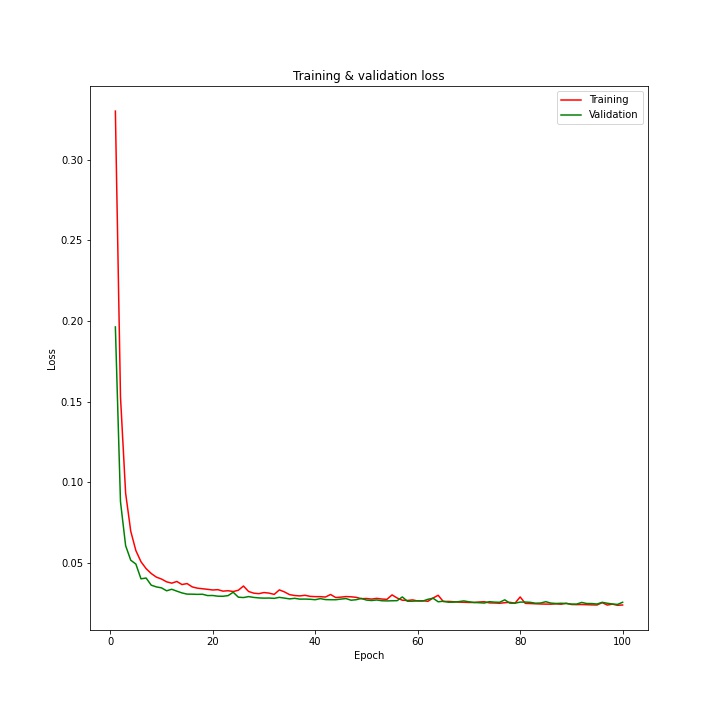 Training & validation loss
Training
Validation
0.30
0.25
0.20
0.15
0.10
0.05
Loss
0 20 40 60 80 100
Epoch